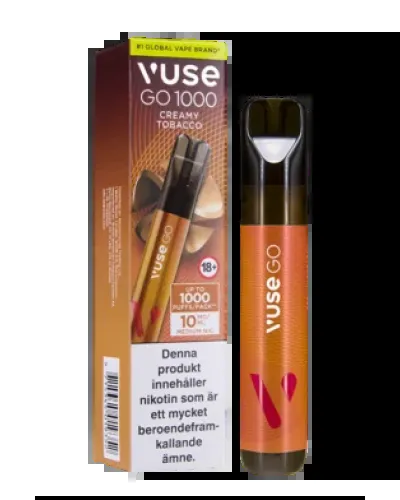 #1 GLOBAL VAPE BRAND*
vuse
GO 1000
CREAMY
TOBACCO
vuse GO
18+
UP TO
1000
PUFFS/PACK**
10 MG/
ML
MEDIUM NIC
Denna
produkt
innehåller
nikotin som är
ett mycket
beroendefram-
kallande
ämne.
vuse GO